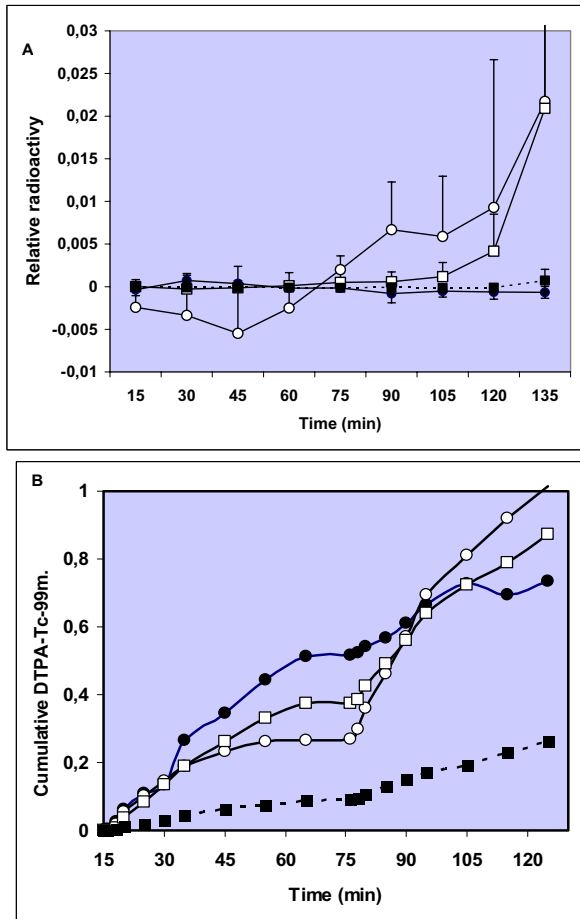 A
Relative radioactivy
0,03
0,025
0,02
0,015
0,01
0,005
0
-0,005
-0,01
15 30 45 60 75 90 105 120 135
Time (min)
B
Cumulative DTPA-Tc-99m.
1
0,8
0,6
0,4
0,2
0
15 30 45 60 75 90 105 120
Time (min)